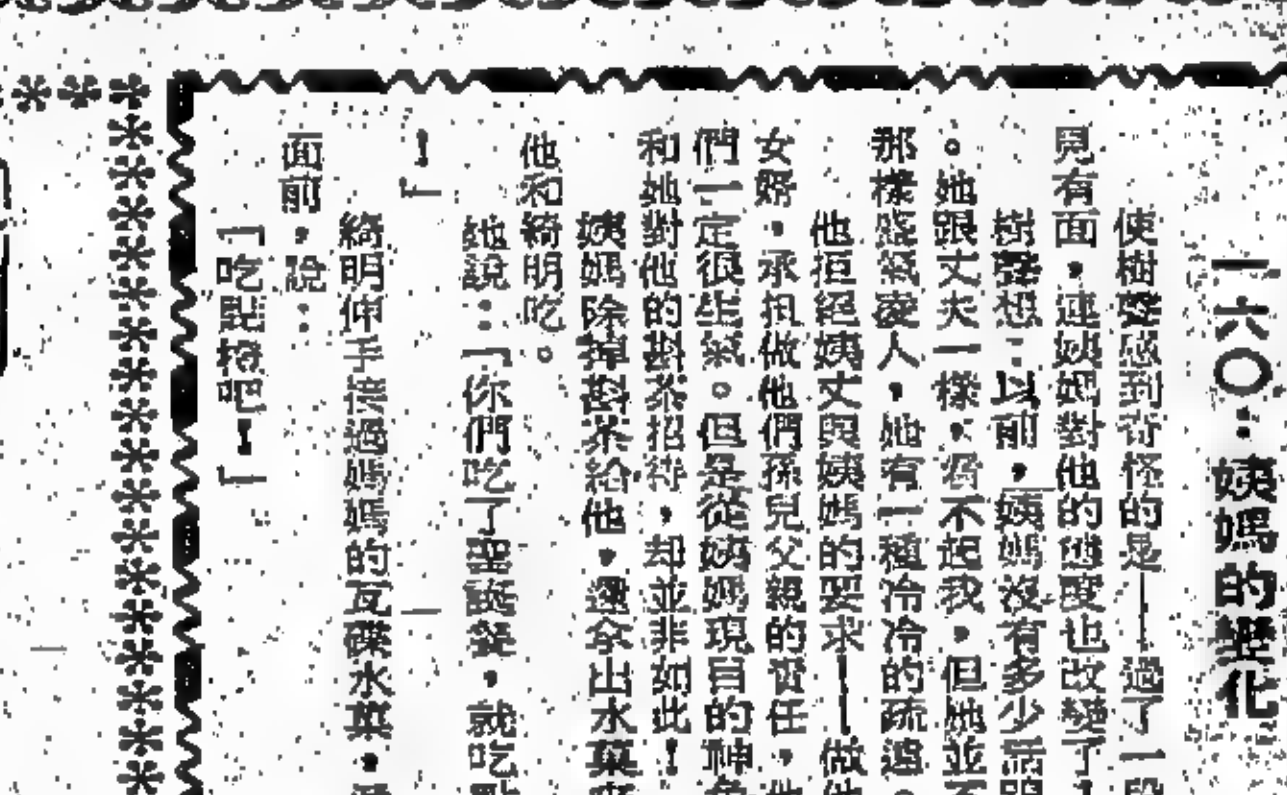 一六〇：姨媽的變化
使樹聲感到奇怪的是——過了一段
見有面，連姨媽對他的態度也改變了！
樹聲想：以前，姨媽沒有多少話
。她跟丈夫一樣，看不起我，但她並不
那樣盛氣凌人，她有一種冷冷的疏遠。
他拒絕姨丈與姨媽的要求——做他
女婿，承担做他們孫兒父親的責任，他
們一定很生氣。但是從姨媽現目的神色
和她對他的斟茶招待，却並非如此！
姨媽除掉斟茶給他，還拿出水菓來
他和綺明吃。
她說：「你們吃了聖誕餐，就吃點
！」
綺明伸手接過媽媽的瓦碟水菓，
面前，說：
「吃點橙吧！」